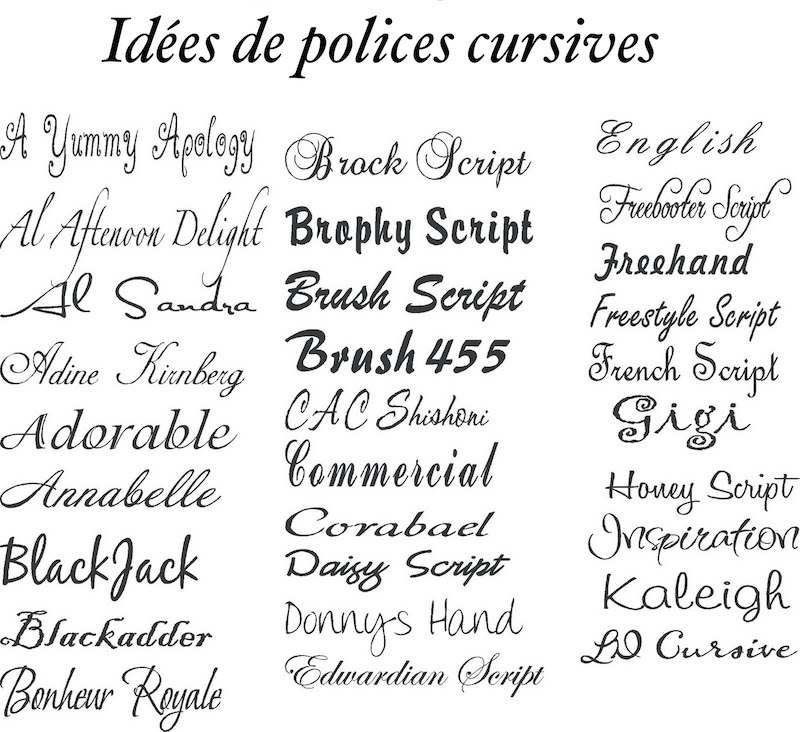 Idées de polices cursives
A Yummy Apology
Al Aftenoon Delight
Al Sandra
Adine Kirnberg
Adorable
Annabelle
BlackJack
Blackadder
Bonheur Royale
Brock Script
Brophy Script
Brush Script
Brush 455
CAC Shishoni
Commercial
Corabael
Daisy Script
Donnys Hand
Edwardian Script
English
Freebooter Script
Freehand
Freestyle Script
French Script
Gigi
Honey Script
Inspiration
Kaleigh
LD Cursive